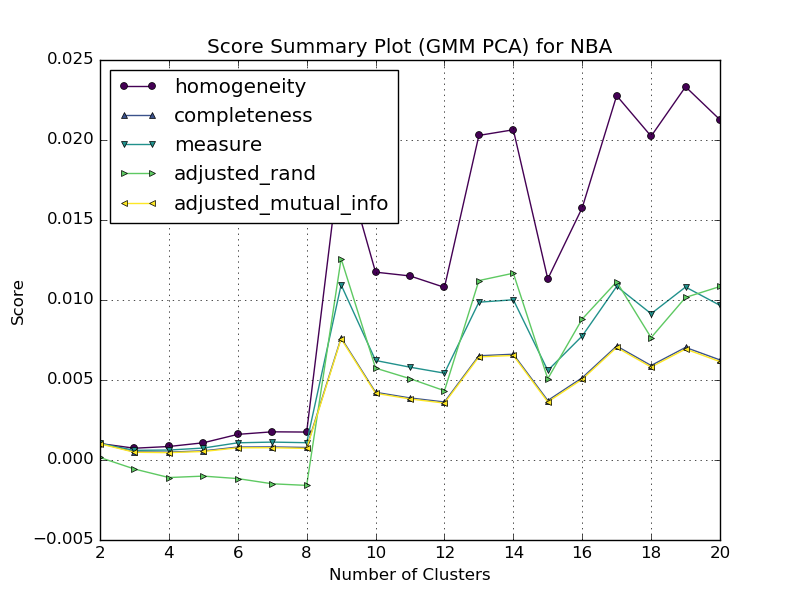 Score Summary Plot (GMM PCA) for NBA
0.025
0.020
0.015
0.010
0.005
0.000
−0.005
Score
homogeneity
completeness
measure
adjusted_rand
adjusted_mutual_info
2 4 6 8 10 12 14 16 18 20
Number of Clusters